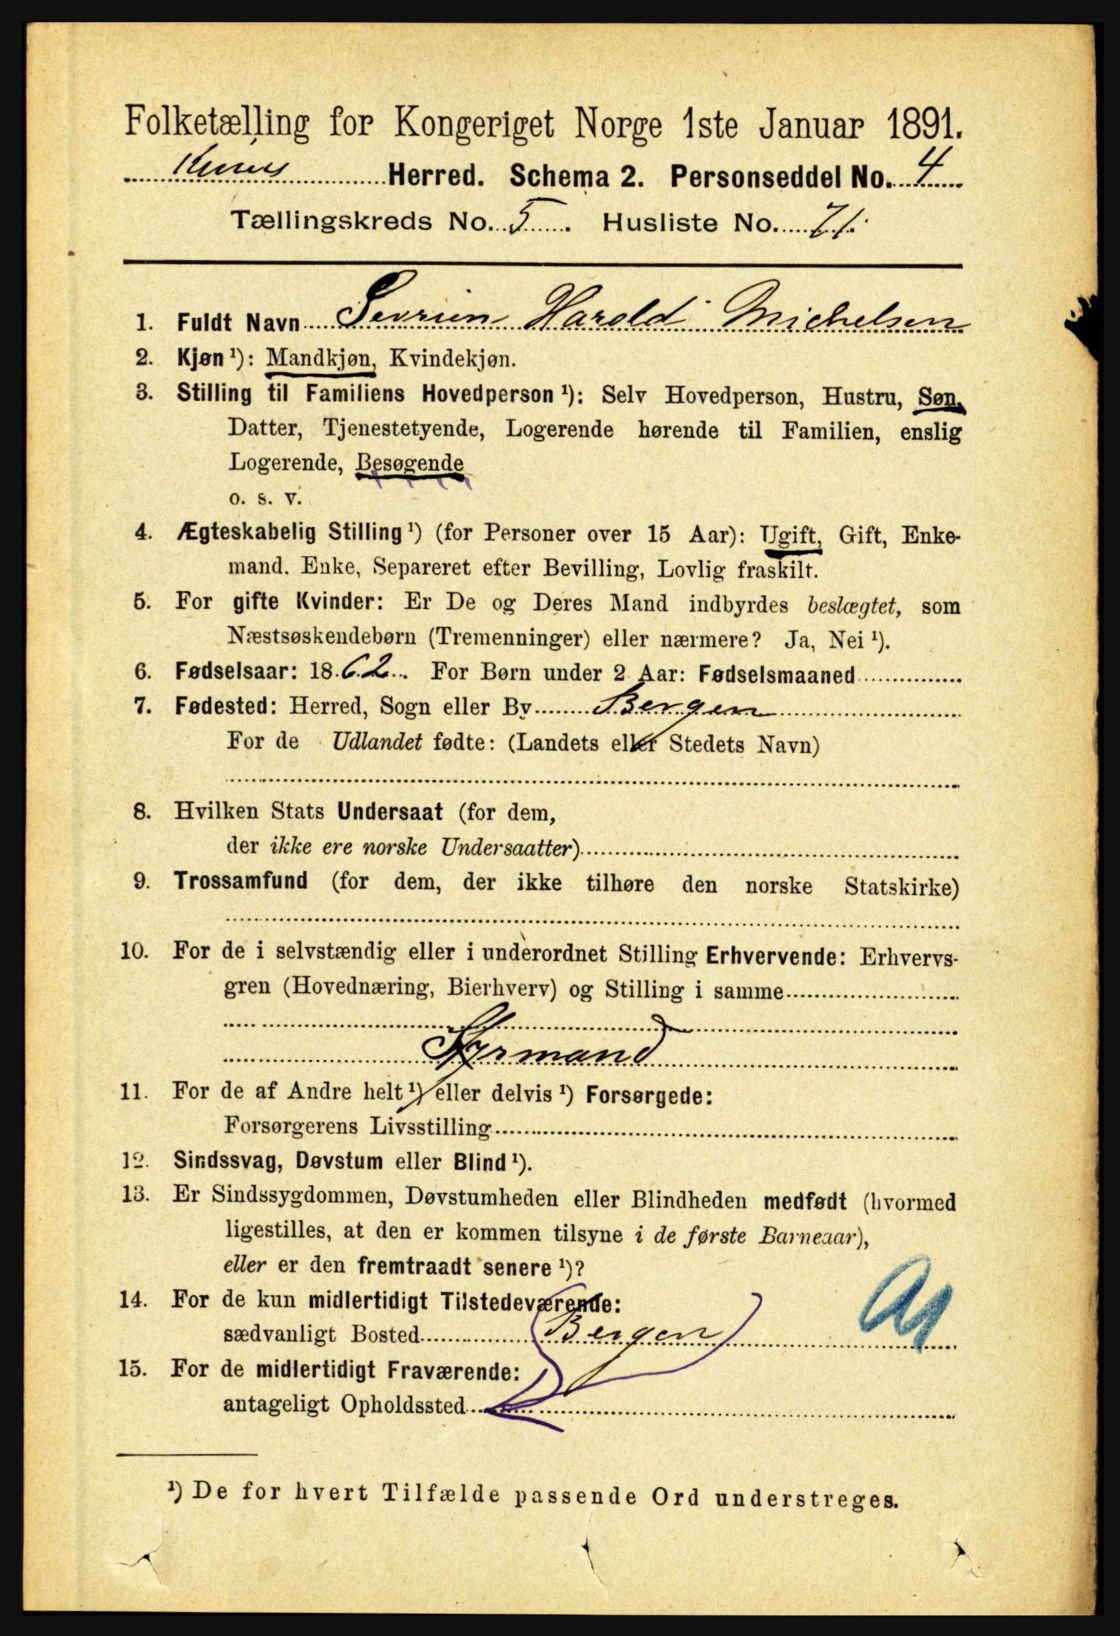 Folketælling for Kongeriget Norge 1ste Januar 1891.
Kinn Herred. Schema 2. Personseddel No. 4
Tællingskreds No. 5. Husliste No. 71.
1. Fuldt Navn Sevrien Harold Michelsen
2. Kjøn ¹): Mandkjøn, Kvindekjøn.
3. Stilling til Familiens Hovedperson ¹): Selv Hovedperson, Hustru, Søn,
Datter, Tjenestetyende, Logerende hørende til Familien, enslig
Logerende, Besøgende
o. s. v.
4. Ægteskabelig Stilling ¹) (for Personer over 15 Aar): Ugift, Gift, Enke-
mand, Enke, Separeret efter Bevilling, Lovlig fraskilt.
5. For gifte Kvinder: Er De og Deres Mand indbyrdes beslægtet, som
Næstsøskendebørn (Tremenninger) eller nærmere? Ja, Nei ¹).
6. Fødselsaar: 1862. For Børn under 2 Aar: Fødselsmaaned
7. Fødested: Herred, Sogn eller By Bergen
For de Udlandet fødte: (Landets eller Stedets Navn)
8. Hvilken Stats Undersaat (for dem,
der ikke ere norske Undersaatter)
9. Trossamfund (for dem, der ikke tilhøre den norske Statskirke)
10. For de i selvstændig eller i underordnet Stilling Erhvervende: Erhvervs-
gren (Hovednæring, Bierhverv) og Stilling i samme
Styrmand
11. For de af Andre helt ¹) eller delvis ¹) Forsørgede:
Forsørgerens Livsstilling
12. Sindssvag, Døvstum eller Blind ¹).
13. Er Sindssygdommen, Døvstumheden eller Blindheden medfødt (hvormed
ligestilles, at den er kommen tilsyne i de første Barneaar),
eller er den fremtraadt senere ¹)?
14. For de kun midlertidigt Tilstedeværende:
sædvanligt Bosted (Bergen)
15. For de midlertidigt Fraværende:
antageligt Opholdssted
¹) De for hvert Tilfælde passende Ord understreges.